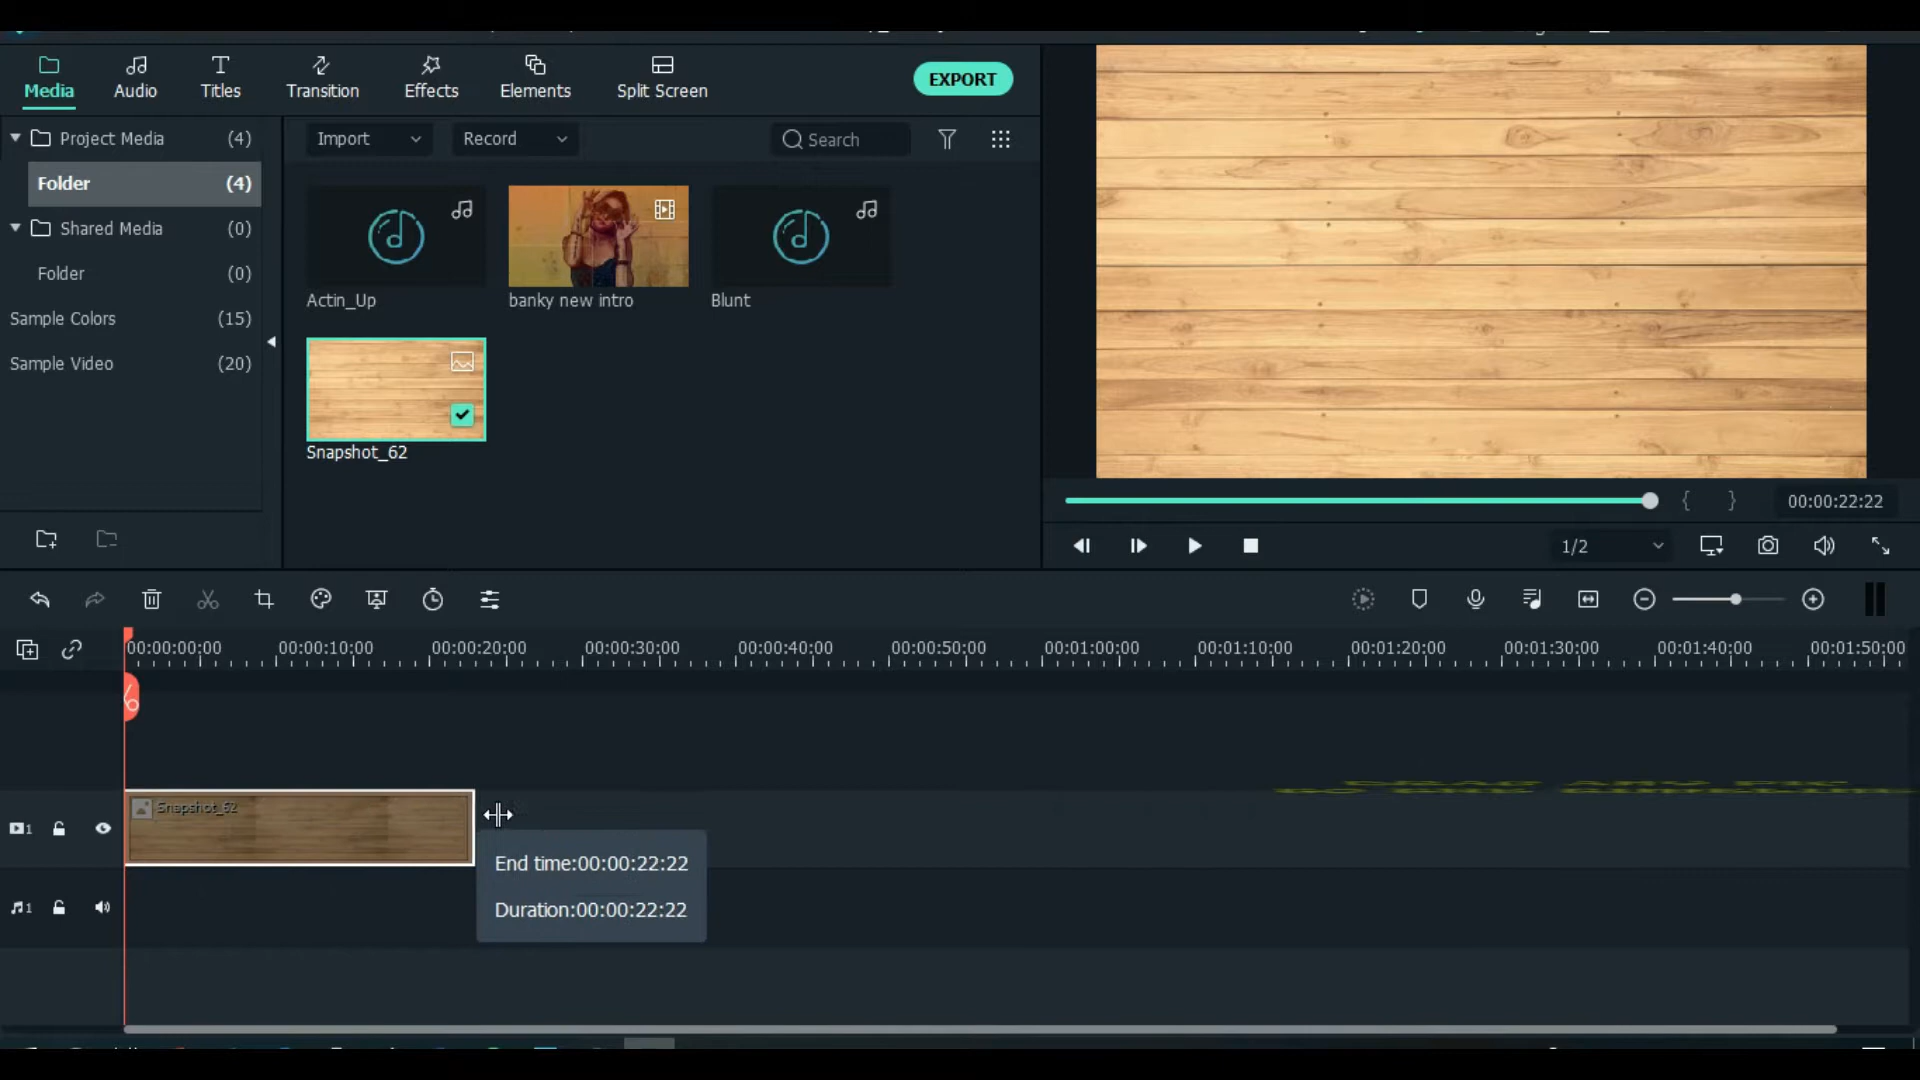 Media
Audio
Titles
Transition
Effects
Elements
Split Screen
EXPORT
Project Media (4)
Folder (4)
Shared Media (0)
Folder (0)
Sample Colors (15)
Sample Video (20)
Import
Record
Search
Actin_Up
banky new intro
Blunt
Snapshot_62
{ }
00:00:22:22
1/2
00:00:00:00
00:00:10:00
00:00:20:00
00:00:30:00
00:00:40:00
00:00:50:00
00:01:00:00
00:01:10:00
00:01:20:00
00:01:30:00
00:01:40:00
00:01:50:00
Snapshot_62
1
End time:00:00:22:22
Duration:00:00:22:22
1